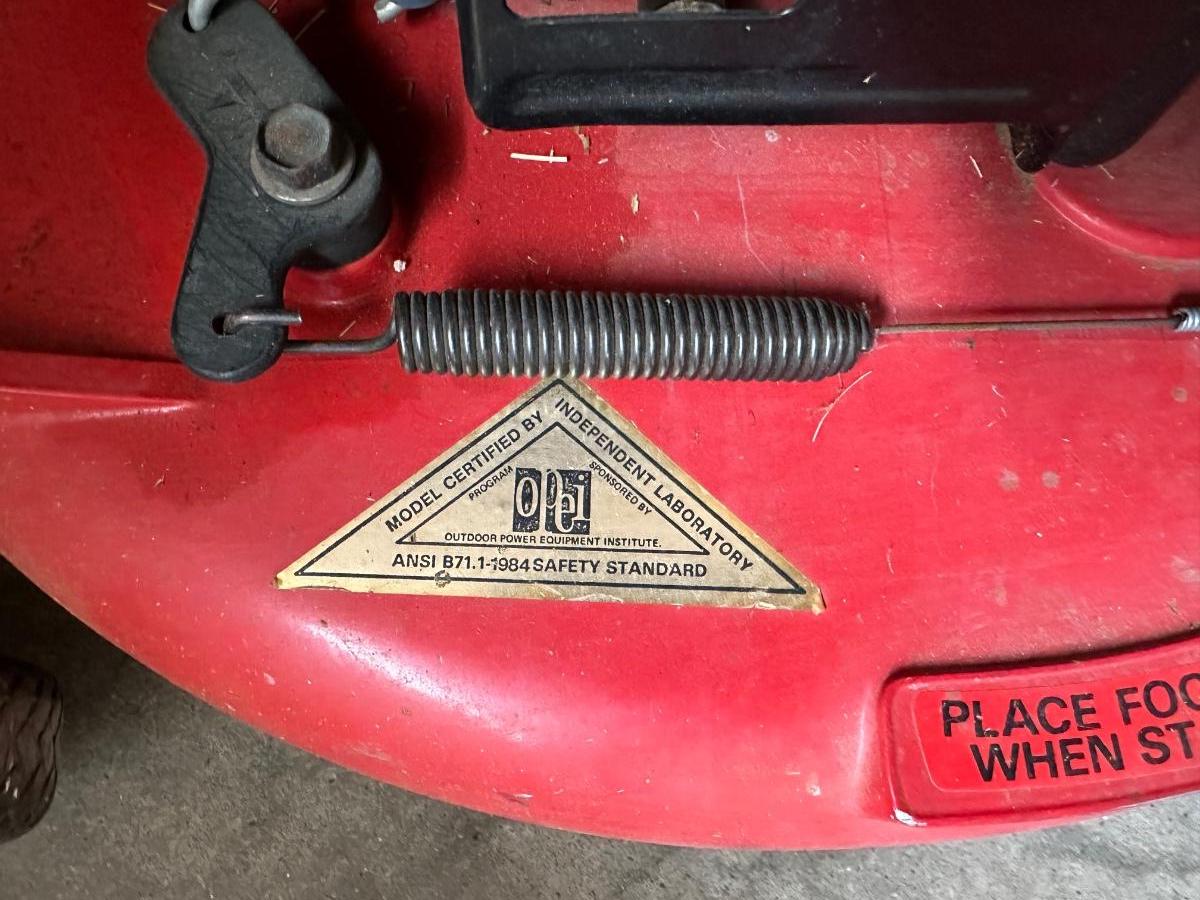 MODEL CERTIFIED BY
INDEPENDENT LABORATORY
PROGRAM
SPONSORED BY
opei
OUTDOOR POWER EQUIPMENT INSTITUTE.
ANSI B71.1-1984 SAFETY STANDARD
PLACE FOO
WHEN ST